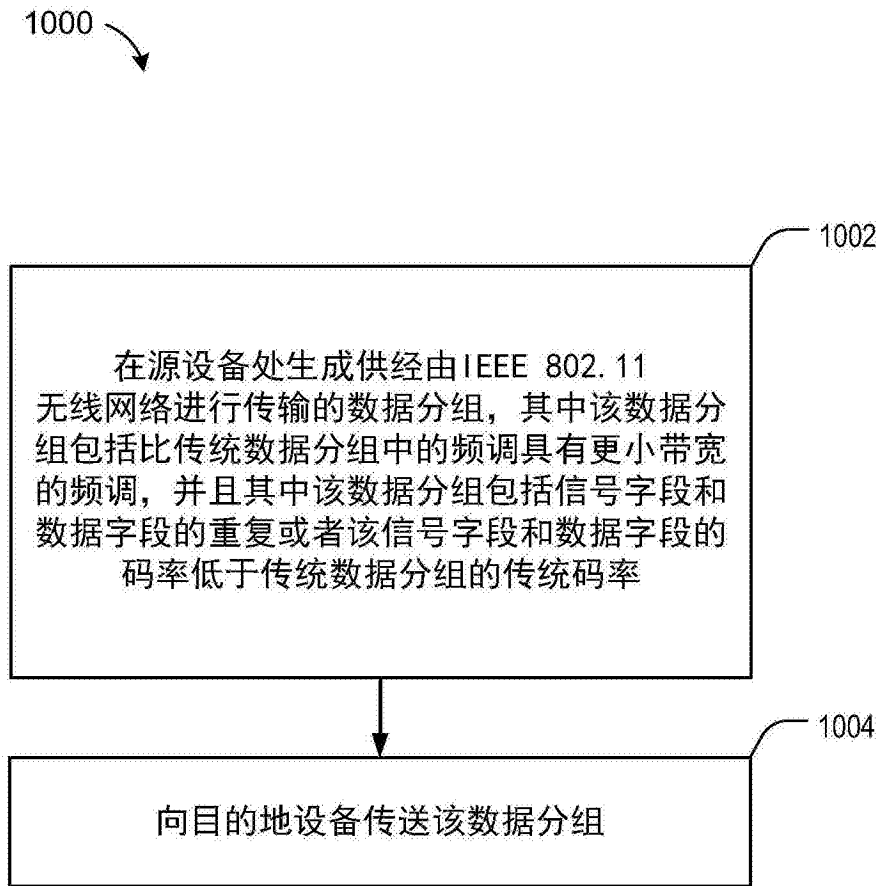 1000
1002
在源设备处生成供经由IEEE 802.11
无线网络进行传输的数据分组，其中该数据分
组包括比传统数据分组中的频调具有更小带宽
的频调，并且其中该数据分组包括信号字段和
数据字段的重复或者该信号字段和数据字段的
码率低于传统数据分组的传统码率
1004
向目的地设备传送该数据分组